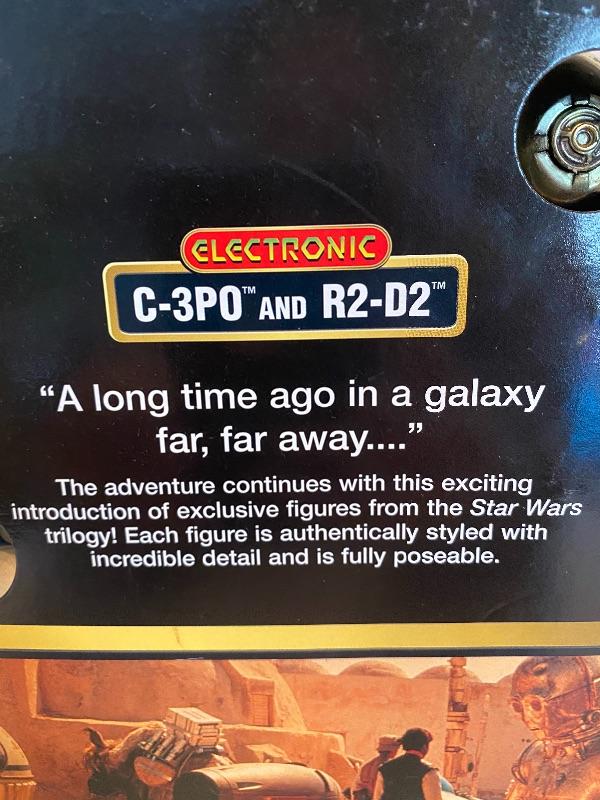 ELECTRONIC
C-3PO™ AND R2-D2™
“A long time ago in a galaxy
far, far away....”
The adventure continues with this exciting
introduction of exclusive figures from the Star Wars
trilogy! Each figure is authentically styled with
incredible detail and is fully poseable.